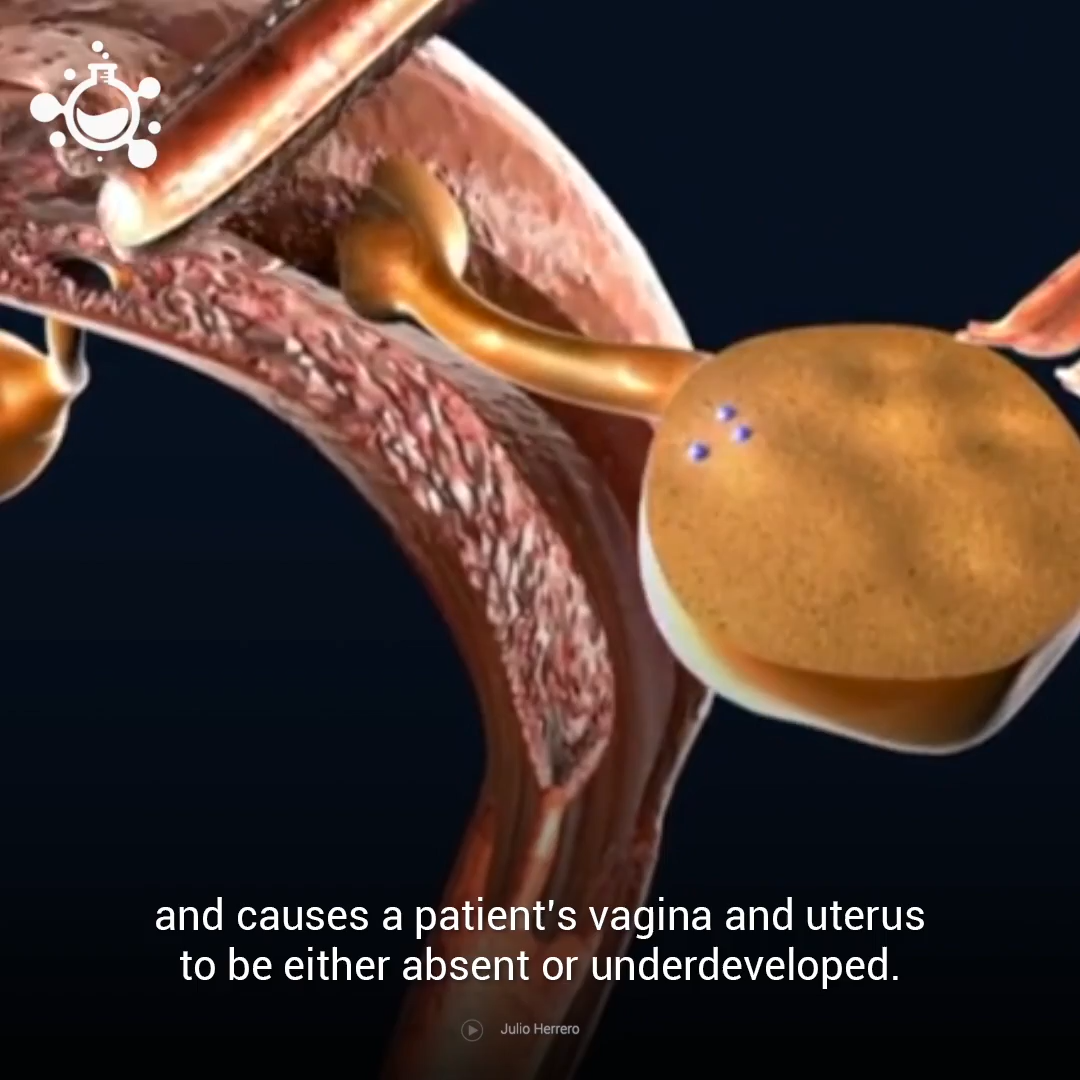 and causes a patient's vagina and uterus
to be either absent or underdeveloped.
Julio Herrero